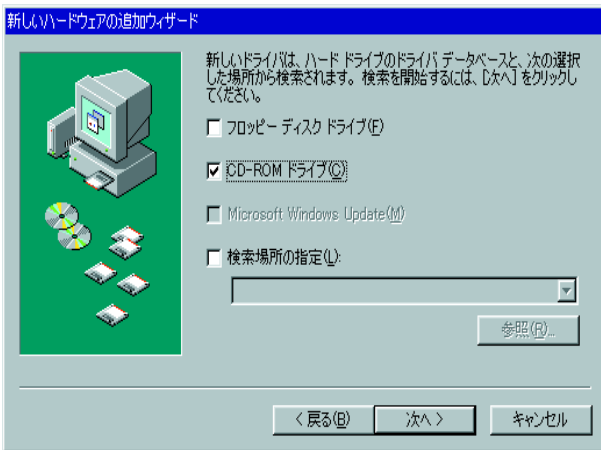 新しいハードウェアの追加ウィザード
新しいドライバは、ハード ドライブのドライバ データベースと、次の選択
した場所から検索されます。検索を開始するには、[次へ] をクリックし
てください。
フロッピー ディスク ドライブ(F)
CD-ROM ドライブ(C)
Microsoft Windows Update(M)
検索場所の指定(L):
参照(R)...
< 戻る(B)
次へ >
キャンセル